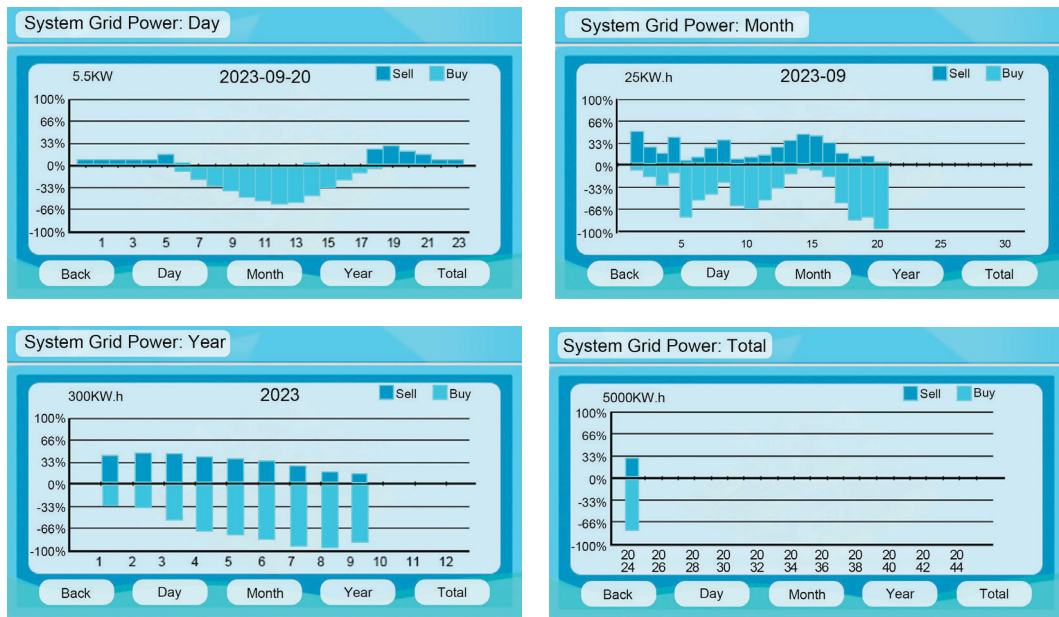 System Grid Power: Day
5.5KW 2023-09-20 Sell Buy
100%
66%
33%
0%
-33%
-66%
-100%
1 3 5 7 9 11 13 15 17 19 21 23
Back Day Month Year Total
System Grid Power: Month
25KW.h 2023-09 Sell Buy
100%
66%
33%
0%
-33%
-66%
-100%
5 10 15 20 25 30
Back Day Month Year Total
System Grid Power: Year
300KW.h 2023 Sell Buy
100%
66%
33%
0%
-33%
-66%
-100%
1 2 3 4 5 6 7 8 9 10 11 12
Back Day Month Year Total
System Grid Power: Total
5000KW.h Sell Buy
100%
66%
33%
0%
-33%
-66%
-100%
20 20 20 20 20 20 20 20 20 20 20
24 26 28 30 32 34 36 38 40 42 44
Back Day Month Year Total